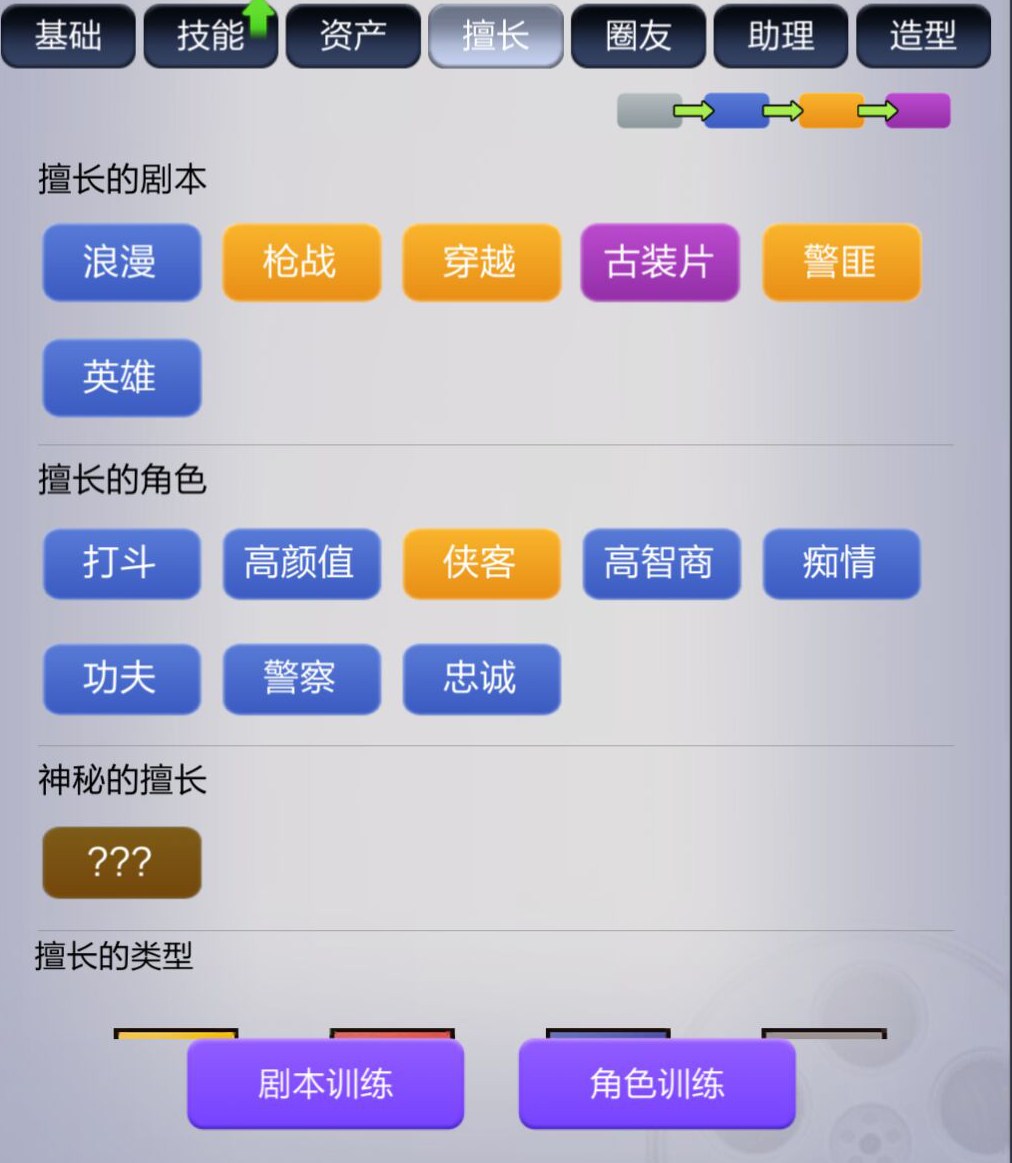 基础 技能 资产 擅长 圈友 助理 造型
擅长的剧本
浪漫 枪战 穿越 古装片 警匪
英雄
擅长的角色
打斗 高颜值 侠客 高智商 痴情
功夫 警察 忠诚
神秘的擅长
???
擅长的类型
剧本训练 角色训练